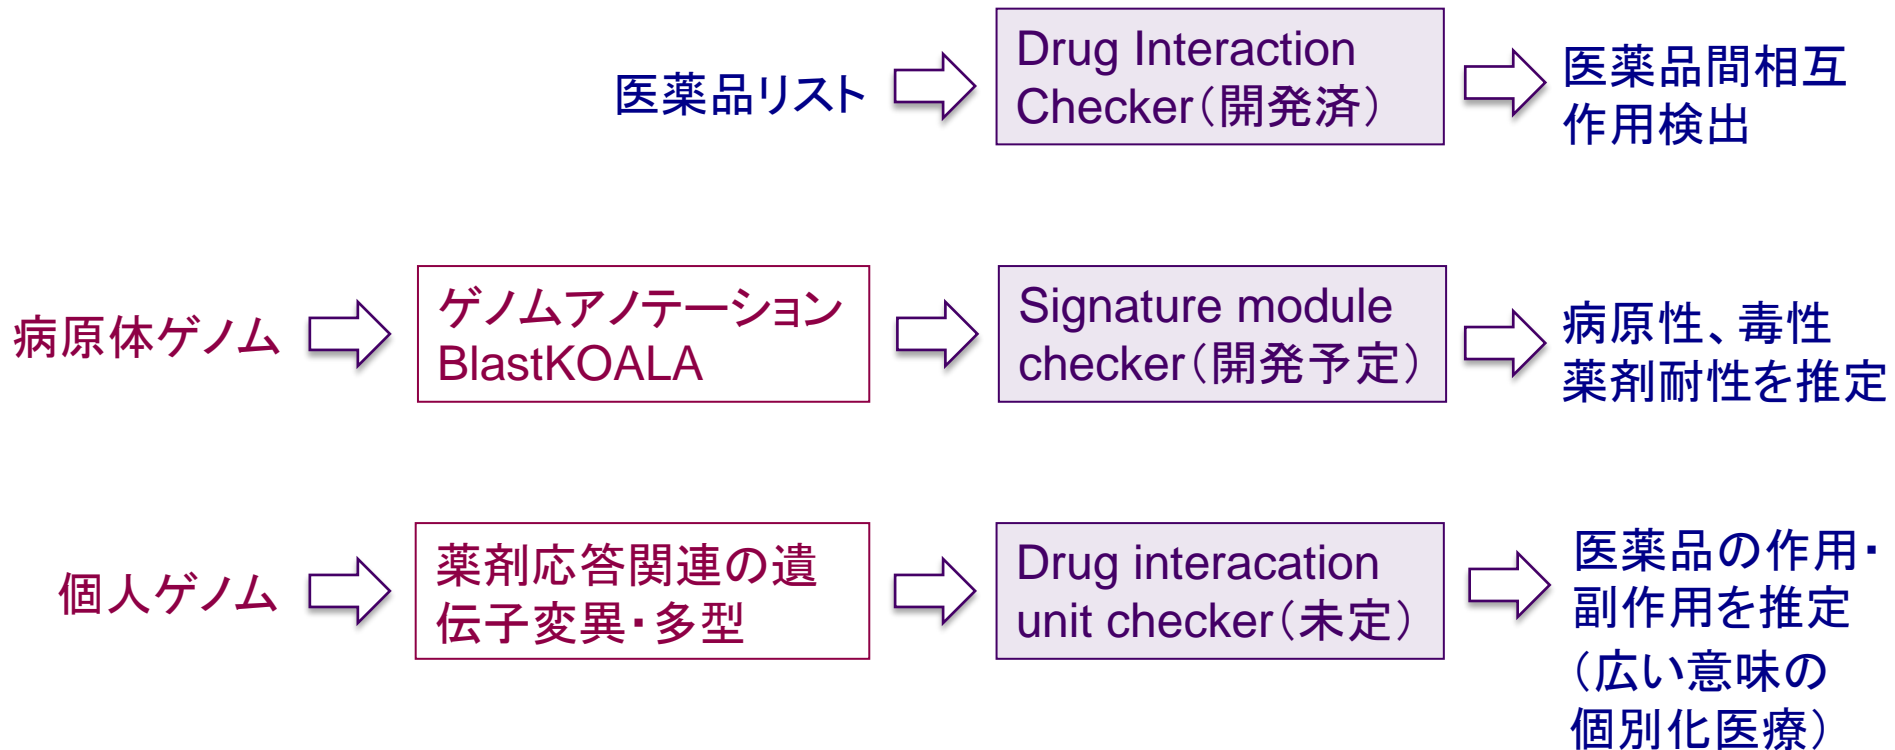 医薬品リスト
Drug Interaction
Checker（開発済）
医薬品間相互
作用検出
病原体ゲノム
ゲノムアノテーション
BlastKOALA
Signature module
checker（開発予定）
病原性、毒性
薬剤耐性を推定
個人ゲノム
薬剤応答関連の遺
伝子変異・多型
Drug interacation
unit checker（未定）
医薬品の作用・
副作用を推定
（広い意味の
個別化医療）